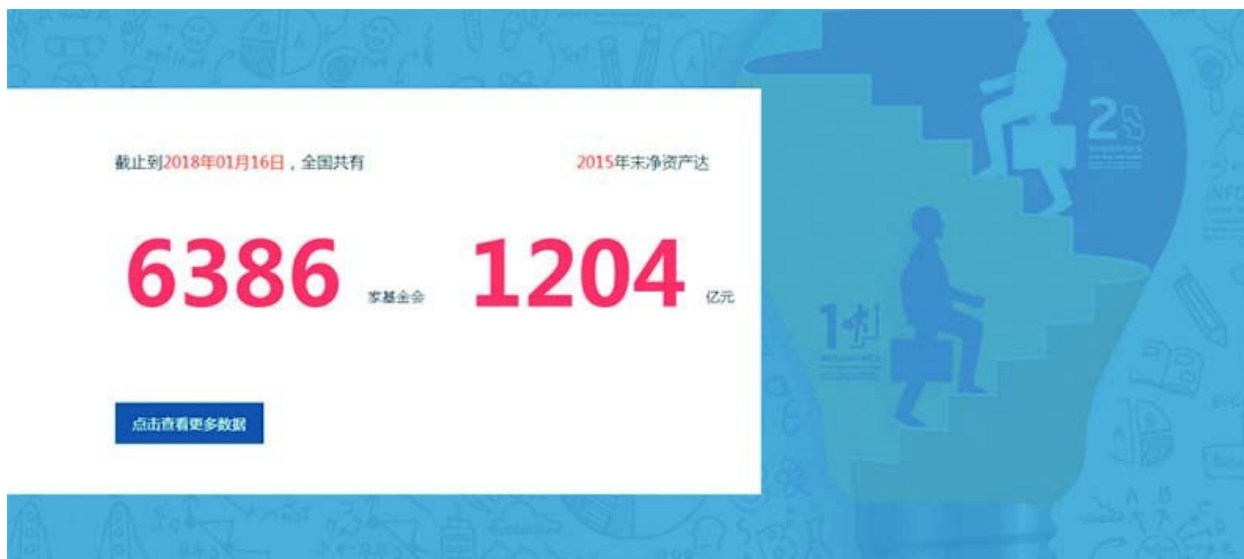 截止到2018年01月16日，全国共有
2015年末净资产达
6386 家基金会
1204 亿元
点击查看更多数据
1
2